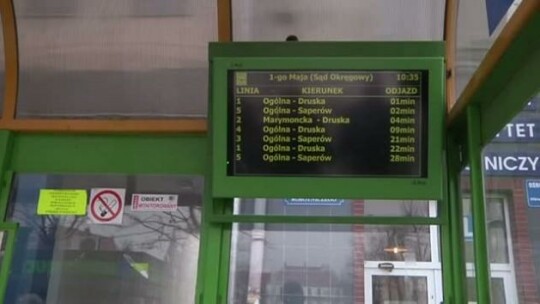 1-go Maja (Sąd Okręgowy) 10:35
LINIA KIERUNEK ODJAZD
1 Ogólna - Druska 01min
5 Ogólna - Saperów 02min
2 Marymoncka - Druska 04min
4 Ogólna - Druska 09min
3 Ogólna - Saperów 21min
1 Ogólna - Druska 22min
5 Ogólna - Saperów 28min
OBIEKT
TET
NICZY